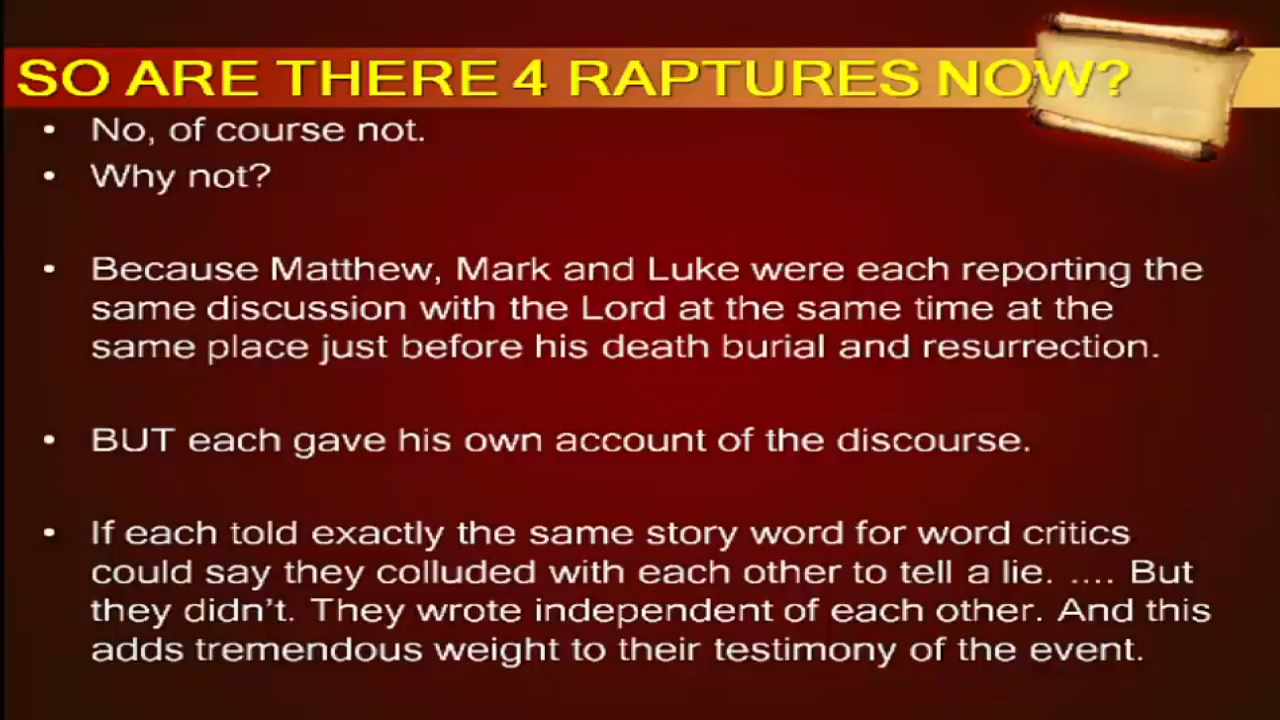 SO ARE THERE 4 RAPTURES NOW?
• No, of course not.
• Why not?
• Because Matthew, Mark and Luke were each reporting the
same discussion with the Lord at the same time at the
same place just before his death burial and resurrection.
• BUT each gave his own account of the discourse.
• If each told exactly the same story word for word critics
could say they colluded with each other to tell a lie. .... But
they didn't. They wrote independent of each other. And this
adds tremendous weight to their testimony of the event.